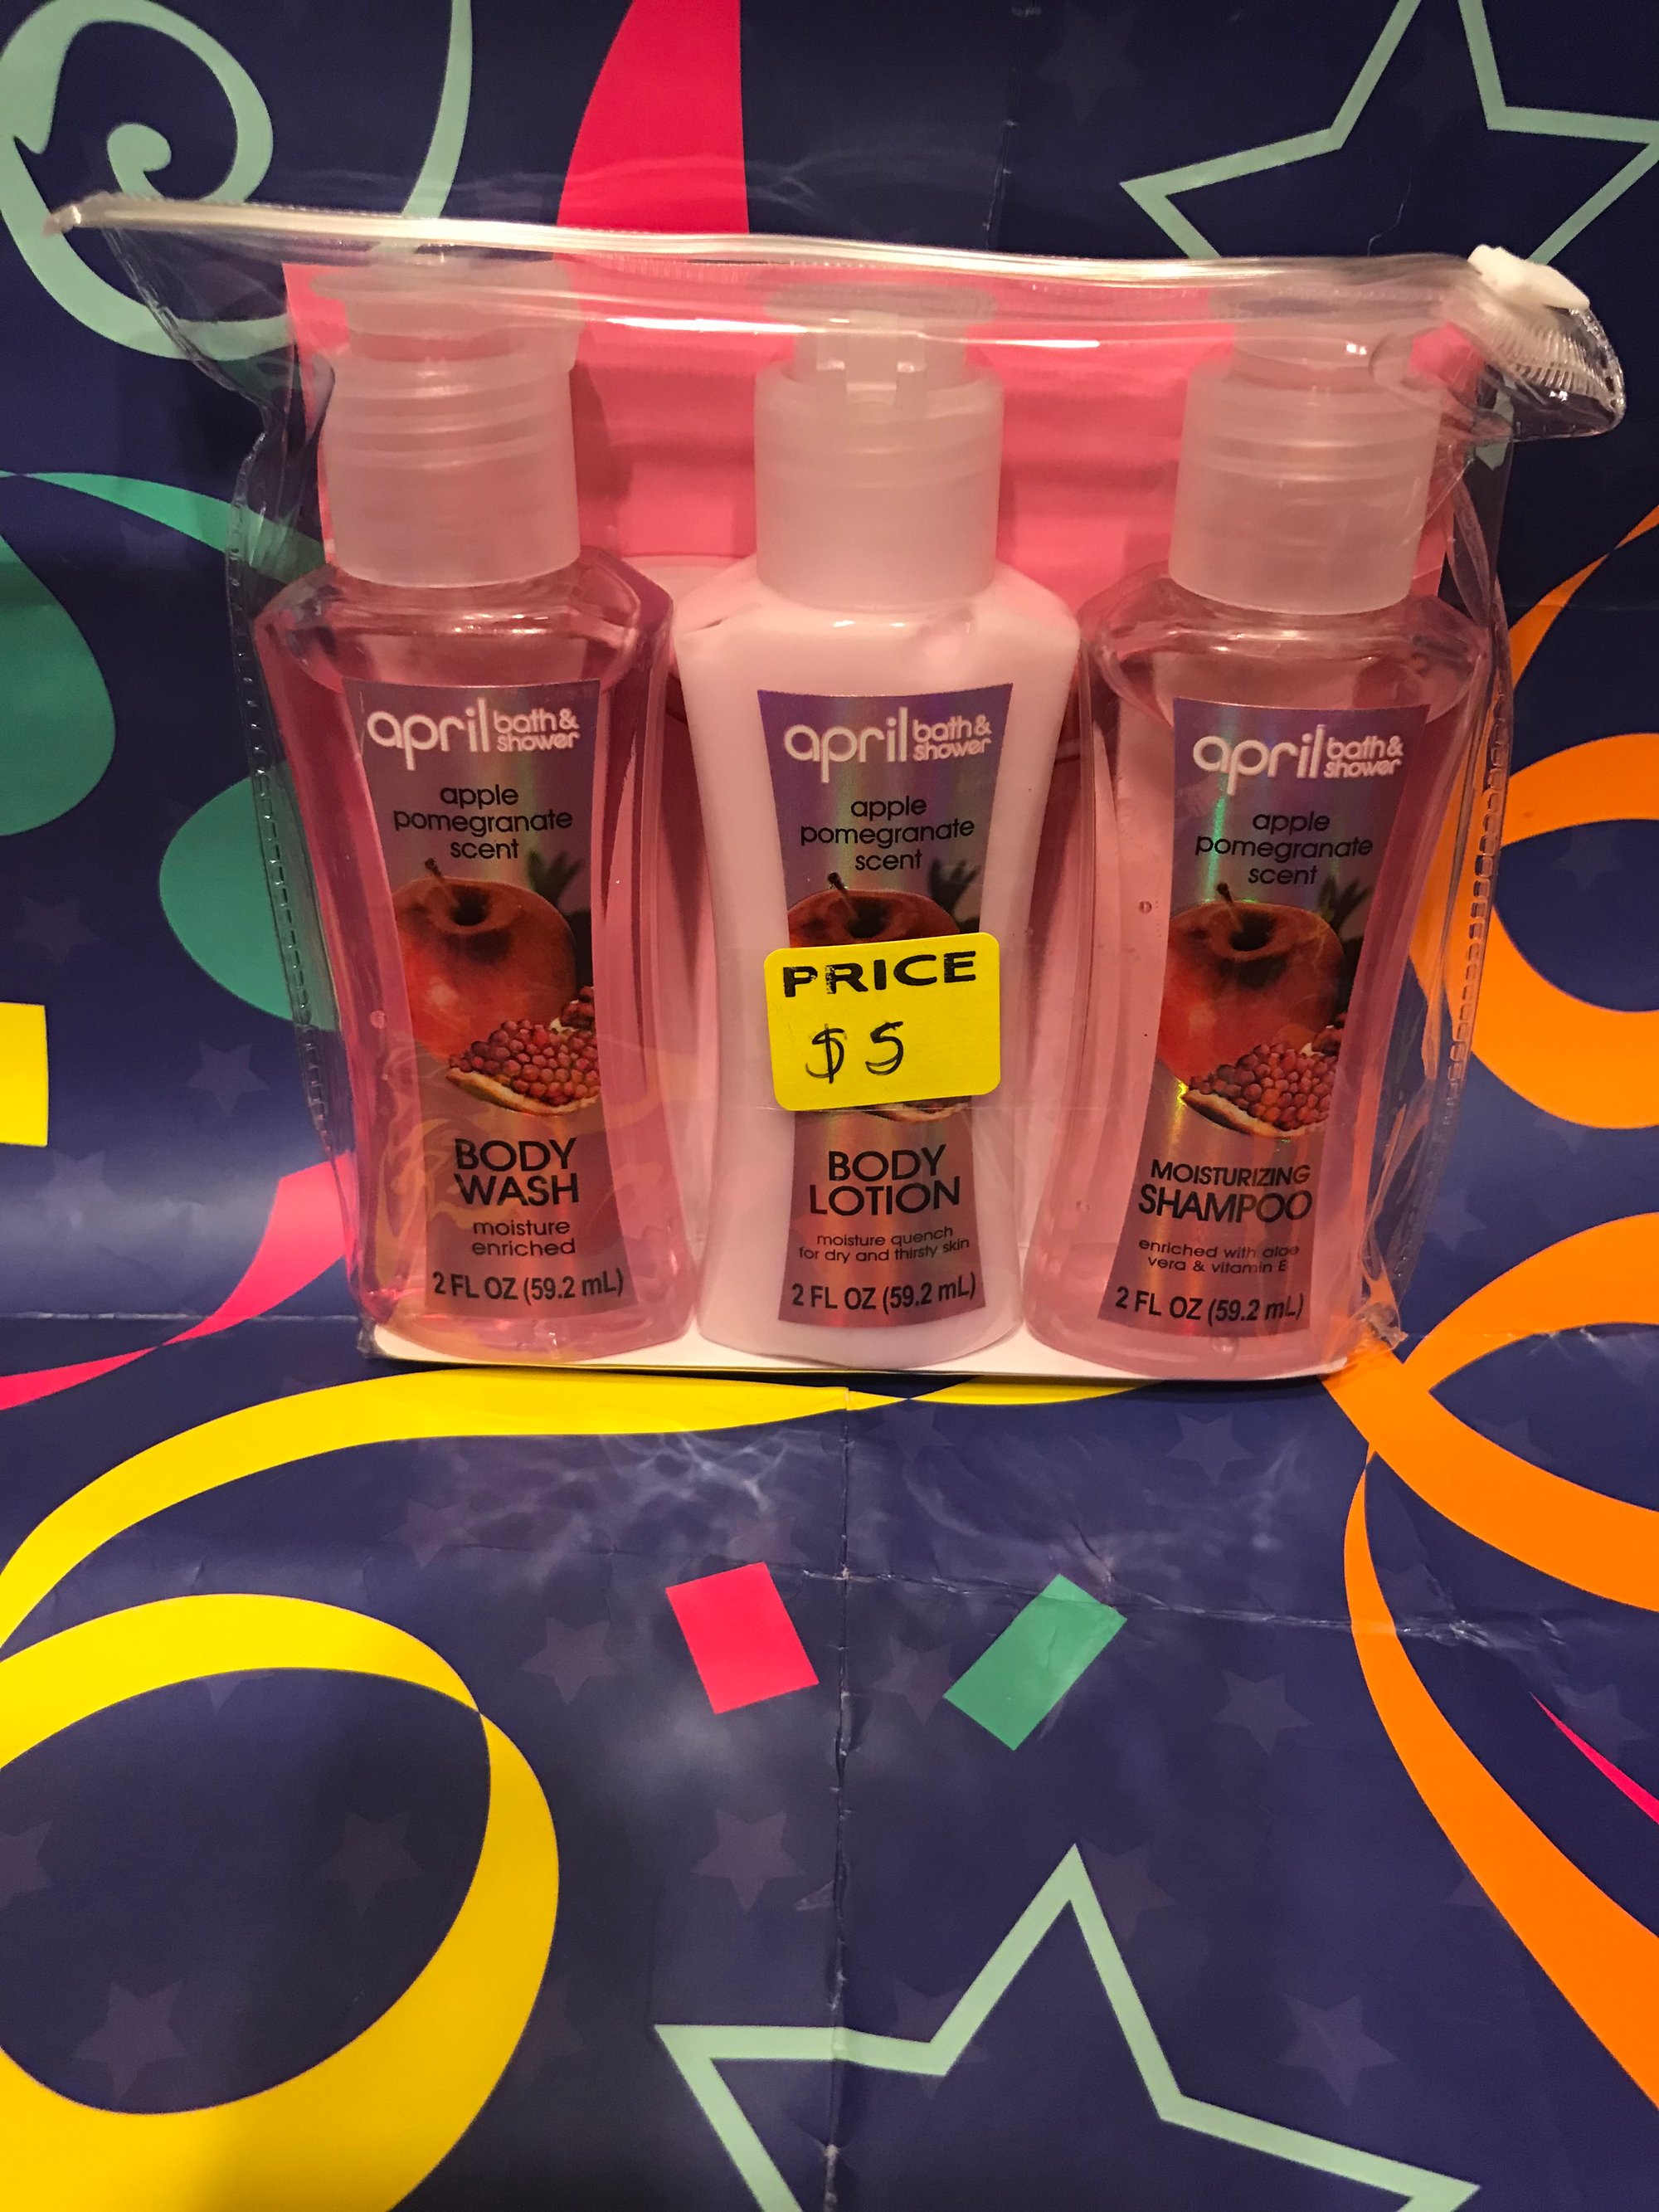 april bath &
shower
apple
pomegranate
scent
BODY
WASH
moisture
enriched
2 FL OZ (59.2 mL)
april bath &
shower
apple
pomegranate
scent
PRICE
$5
BODY
LOTION
moisture quench
for dry and thirsty skin
2 FL OZ (59.2 mL)
april bath &
shower
apple
pomegranate
scent
MOISTURIZING
SHAMPOO
enriched with aloe
vera & vitamin E
2 FL OZ (59.2 mL)